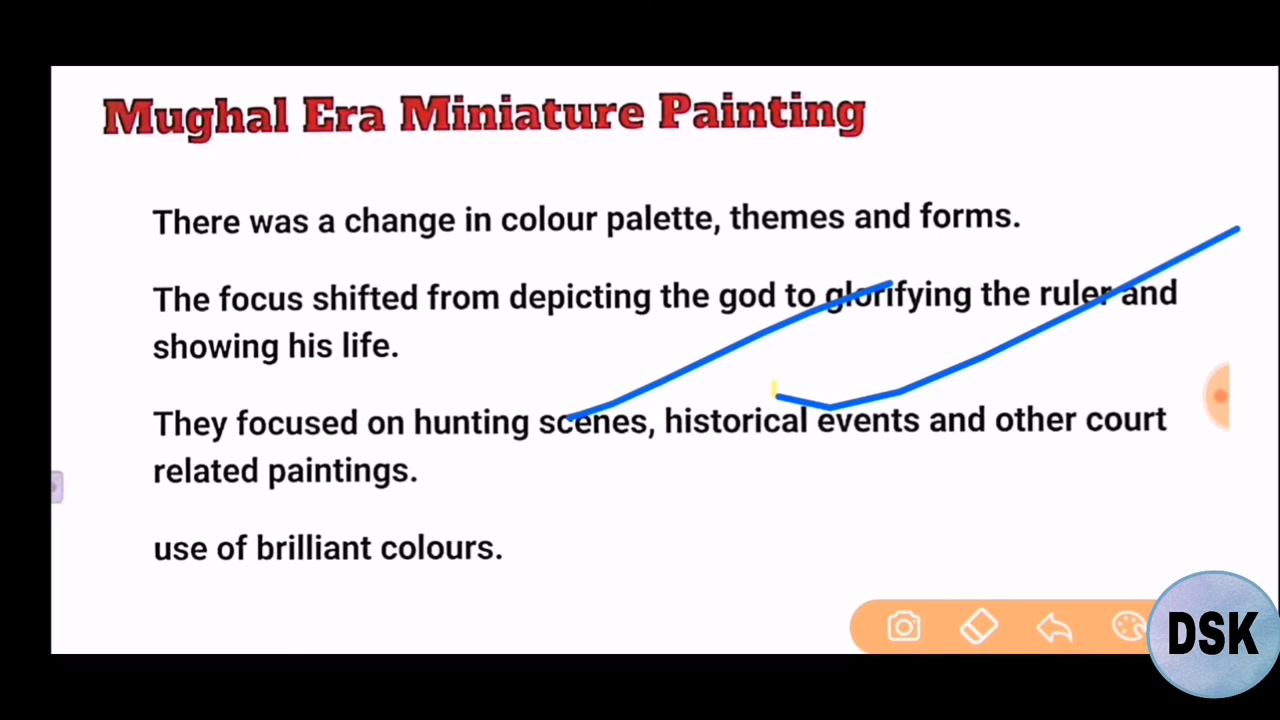 Mughal Era Miniature Painting
There was a change in colour palette, themes and forms.
The focus shifted from depicting the god to glorifying the ruler and
showing his life.
They focused on hunting scenes, historical events and other court
related paintings.
use of brilliant colours.
DSK